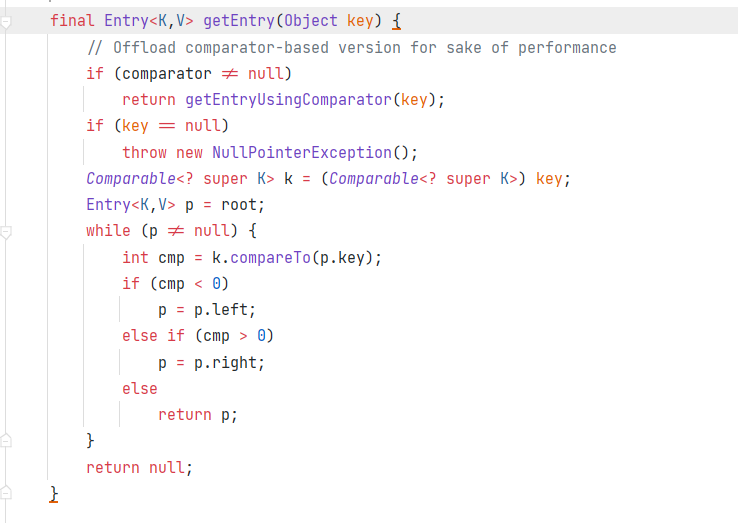 final Entry<K,V> getEntry(Object key) {
// Offload comparator-based version for sake of performance
if (comparator != null)
return getEntryUsingComparator(key);
if (key == null)
throw new NullPointerException();
Comparable<? super K> k = (Comparable<? super K>) key;
Entry<K,V> p = root;
while (p != null) {
int cmp = k.compareTo(p.key);
if (cmp < 0)
p = p.left;
else if (cmp > 0)
p = p.right;
else
return p;
}
return null;
}